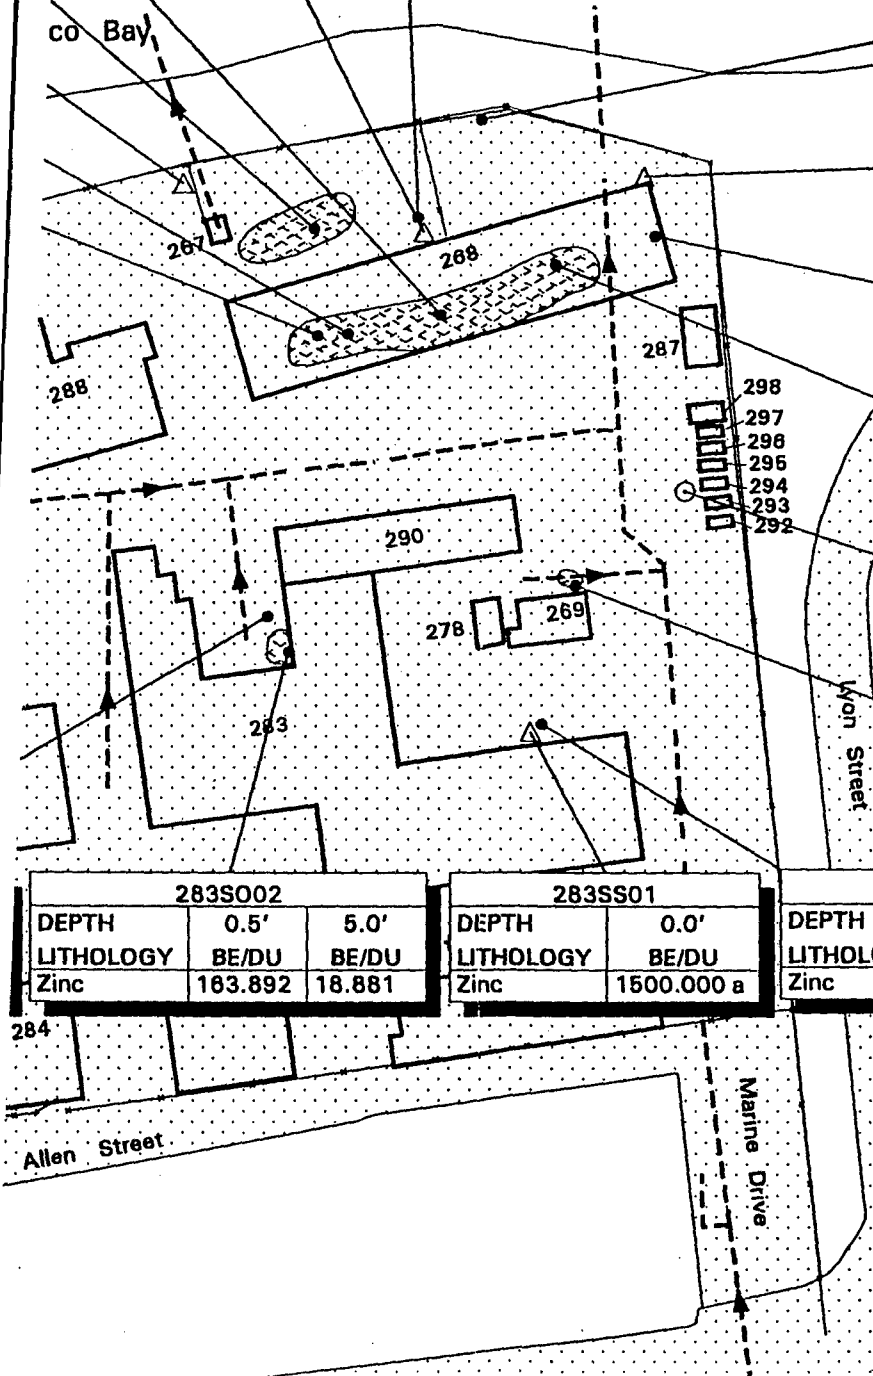 co Bay
267
268
287
288
298
297
296
295
294
293
292
290
278
269
283
Lyon Street
283SO02
DEPTH 0.5' 5.0'
LITHOLOGY BE/DU BE/DU
Zinc 163.892 18.881
283SS01
DEPTH 0.0'
LITHOLOGY BE/DU
Zinc 1500.000 a
DEPTH
LITHOLO
Zinc
284
Allen Street
Marine Drive